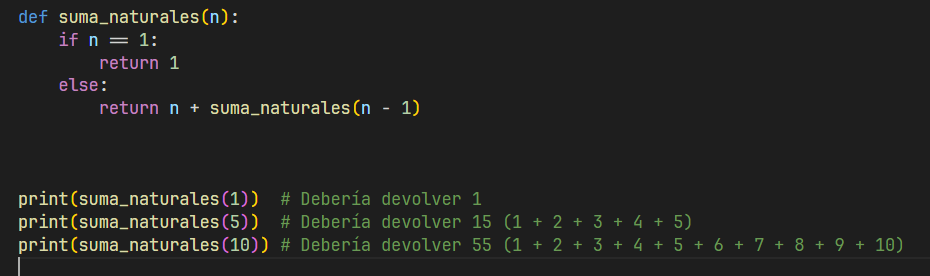 def suma_naturales(n):
    if n == 1:
        return 1
    else:
        return n + suma_naturales(n - 1)
print(suma_naturales(1))  # Debería devolver 1
print(suma_naturales(5))  # Debería devolver 15 (1 + 2 + 3 + 4 + 5)
print(suma_naturales(10)) # Debería devolver 55 (1 + 2 + 3 + 4 + 5 + 6 + 7 + 8 + 9 + 10)